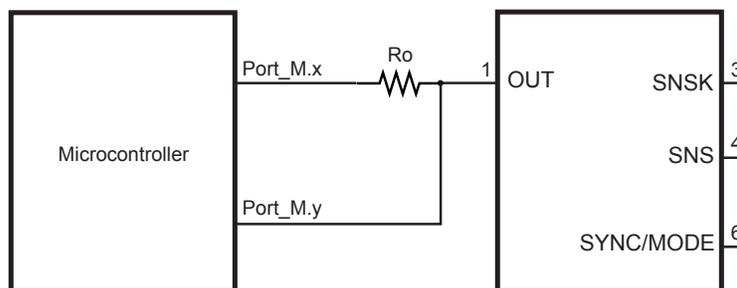 Ro
Port_M.x
1
OUT
SNSK
3
Microcontroller
SNS
4
Port_M.y
SYNC/MODE
6